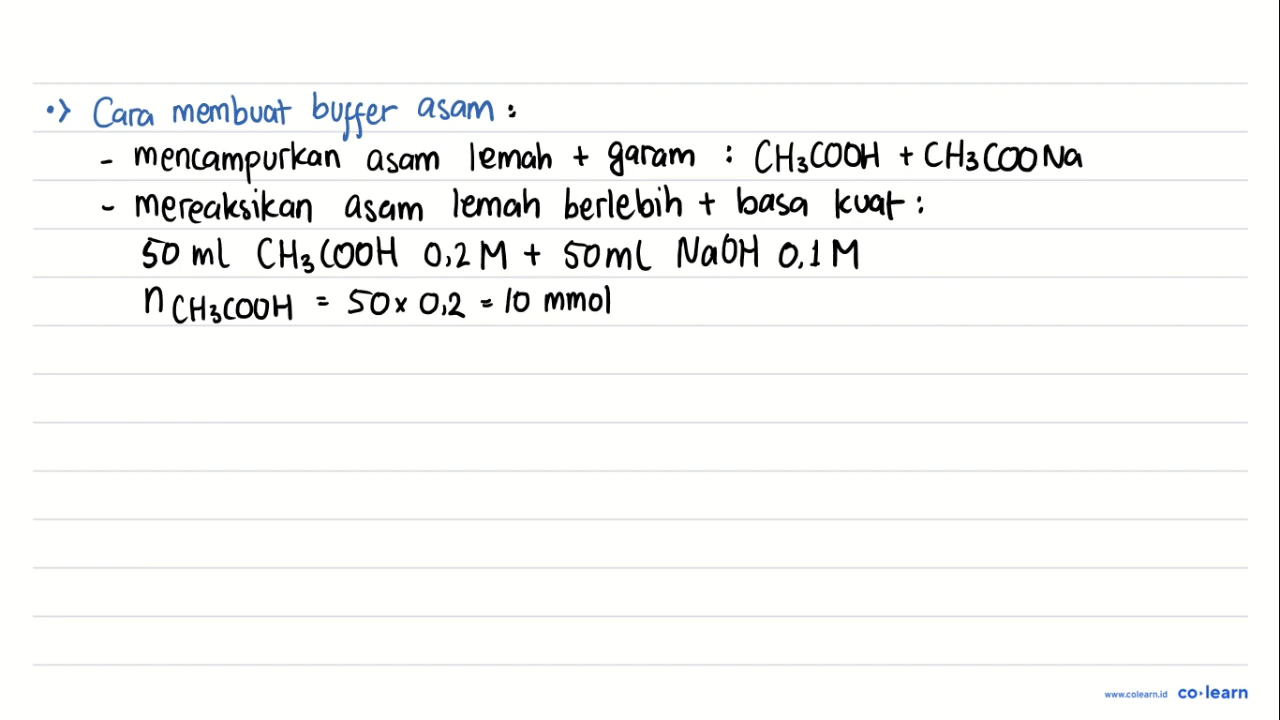 •> Cara membuat buffer asam :
- mencampurkan asam lemah + garam : CH₃COOH + CH₃COONa
- mereaksikan asam lemah berlebih + basa kuat :
50 ml CH₃COOH 0,2 M + 50 ml NaOH 0,1 M
n CH₃COOH = 50 x 0,2 = 10 mmol
www.colearn.id co·learn